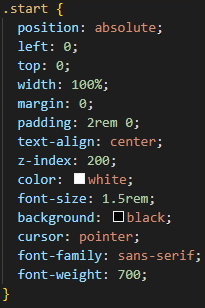 .start {
position: absolute;
left: 0;
top: 0;
width: 100%;
margin: 0;
padding: 2rem 0;
text-align: center;
z-index: 200;
color: white;
font-size: 1.5rem;
background: black;
cursor: pointer;
font-family: sans-serif;
font-weight: 700;
}